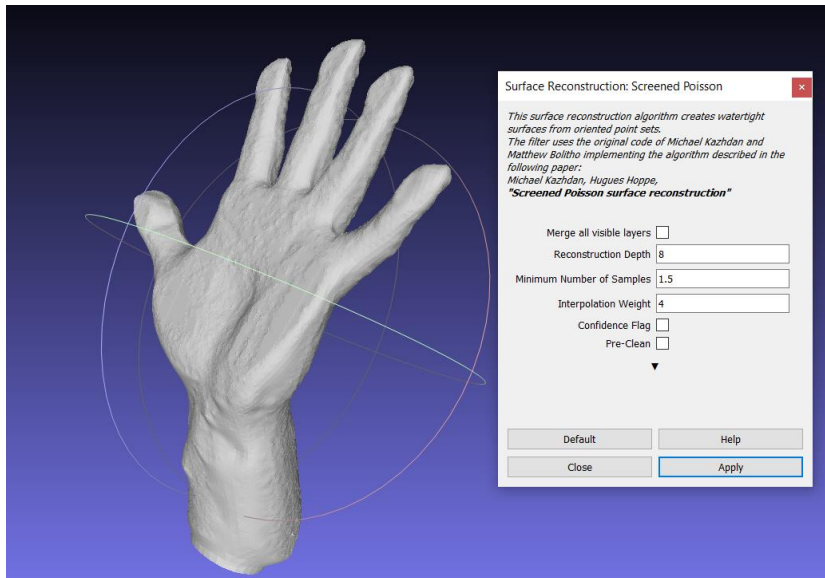 Surface Reconstruction: Screened Poisson
This surface reconstruction algorithm creates watertight
surfaces from oriented point sets.
The filter uses the original code of Michael Kazhdan and
Matthew Bolitho implementing the algorithm described in the
following paper:
Michael Kazhdan, Hugues Hoppe,
"Screened Poisson surface reconstruction"
Merge all visible layers
Reconstruction Depth 8
Minimum Number of Samples 1.5
Interpolation Weight 4
Confidence Flag
Pre-Clean
Default Help
Close Apply